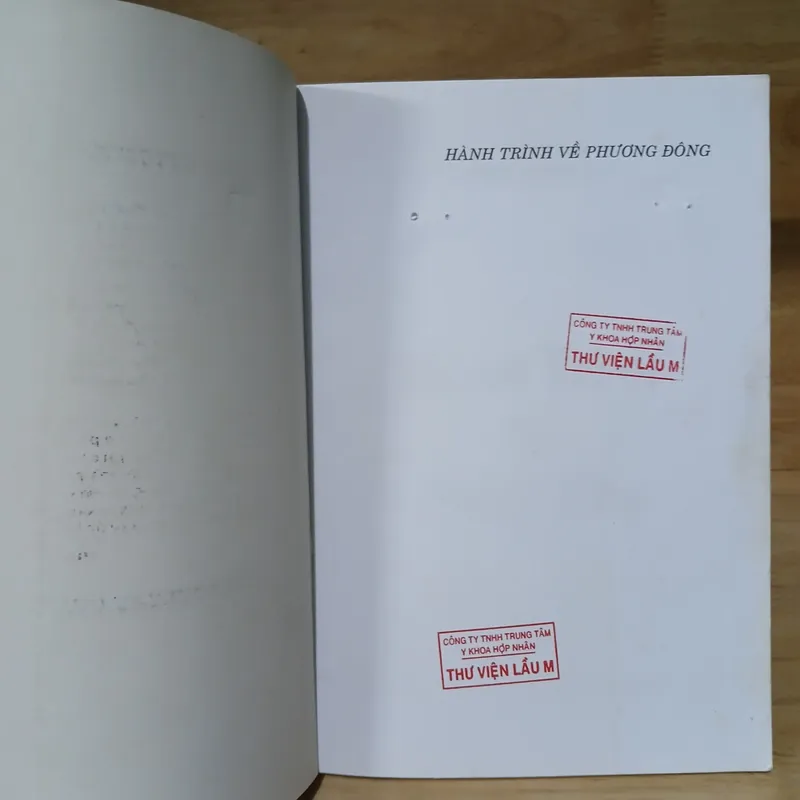 HÀNH TRÌNH VỀ PHƯƠNG ĐÔNG
CÔNG TY TNHH TRUNG TÂM
Y KHOA HỢP NHÂN
THƯ VIỆN LẦU M
CÔNG TY TNHH TRUNG TÂM
Y KHOA HỢP NHÂN
THƯ VIỆN LẦU M